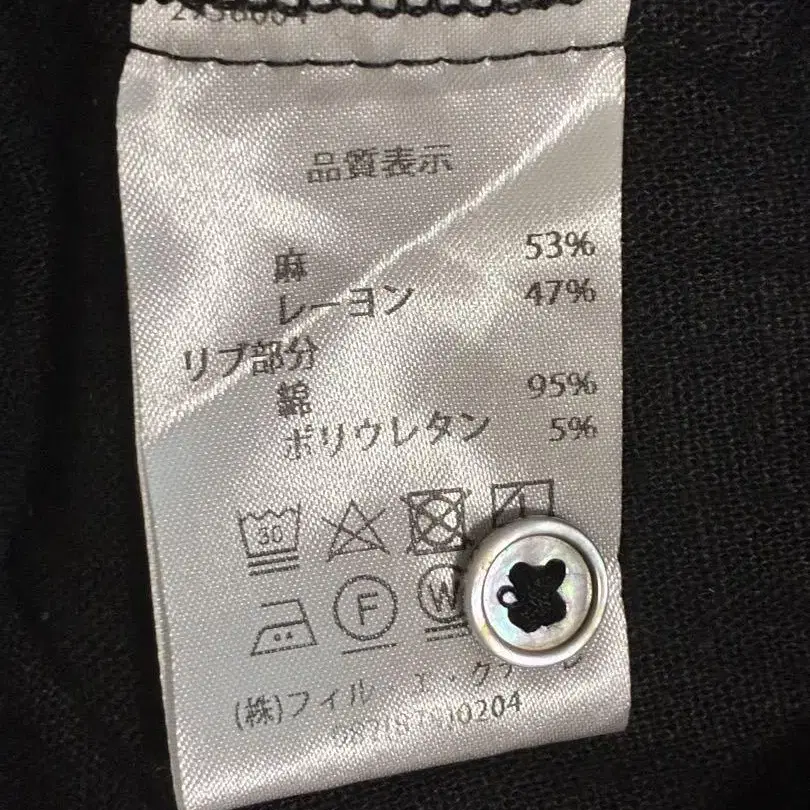 品質表示
麻 53%
レーヨン 47%
リブ部分
綿 95%
ポリウレタン 5%
30
F
W
(株)フィル